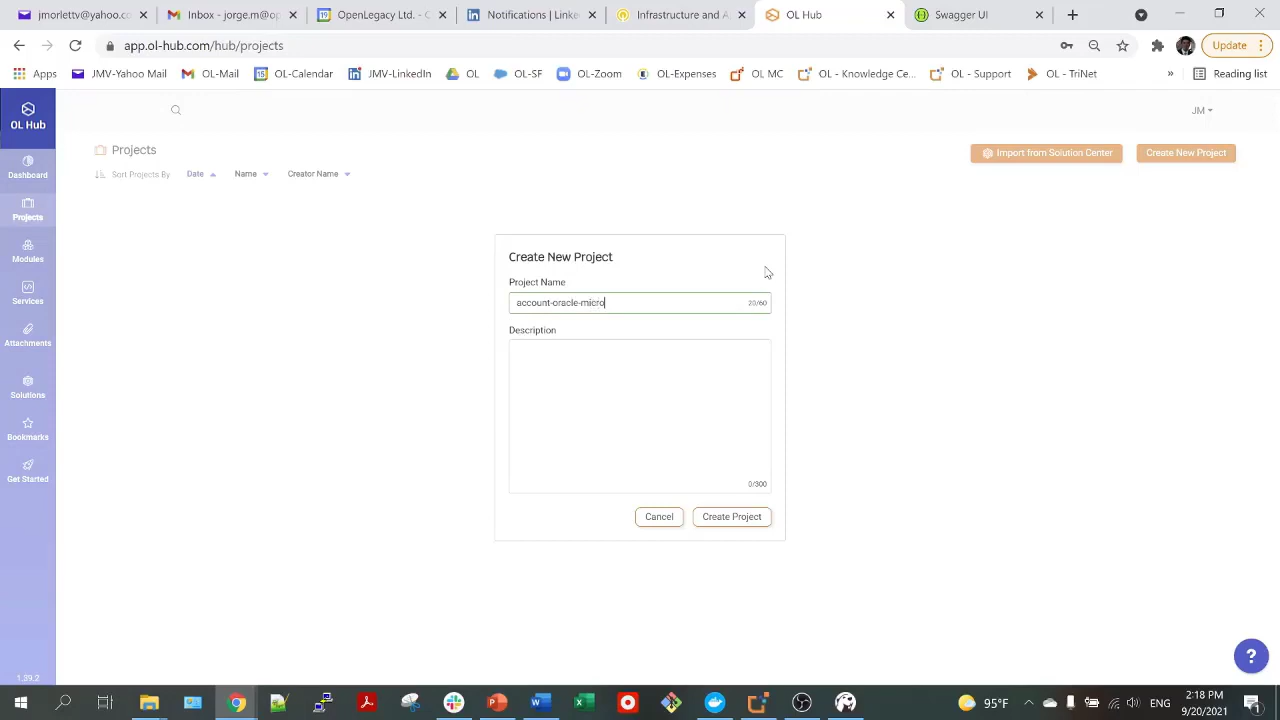 jmoriettv@yahoo.co
Inbox - jorge.m@op
OpenLegacy Ltd. - C
Notifications | Linke
Infrastructure and A
OL Hub
Swagger UI
app.ol-hub.com/hub/projects
Update
Apps
JMV-Yahoo Mail
OL-Mail
OL-Calendar
JMV-LinkedIn
OL
OL-SF
OL-Zoom
OL-Expenses
OL MC
OL - Knowledge Ce...
OL - Support
OL - TriNet
»
Reading list
OL Hub
JM
Dashboard
Projects
Modules
Services
Attachments
Solutions
Bookmarks
Get Started
1.39.2
Projects
Import from Solution Center
Create New Project
Sort Projects By
Date
Name
Creator Name
Create New Project
Project Name
account-oracle-micro
20/60
Description
0/300
Cancel
Create Project
?
95°F
ENG
2:18 PM
9/20/2021